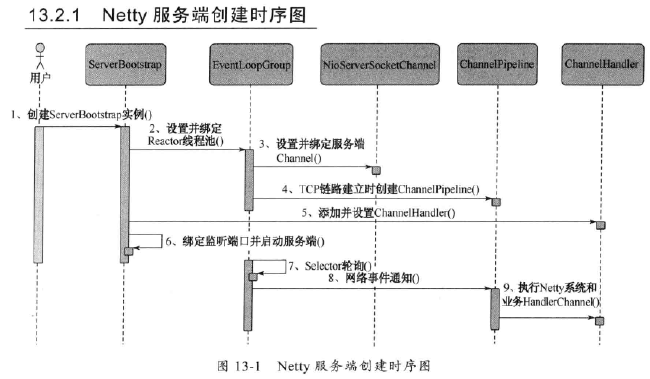 13.2.1 Netty 服务端创建时序图
用户
ServerBootstrap
EventLoopGroup
NioServerSocketChannel
ChannelPipeline
ChannelHandler
1、创建ServerBootstrap实例()
2、设置并绑定
Reactor线程池()
3、设置并绑定服务端
Channel()
4、TCP链路建立时创建ChannelPipeline()
5、添加并设置ChannelHandler()
6、绑定监听端口并启动服务端()
7、Selector轮询()
8、网络事件通知()
9、执行Netty系统和
业务HandlerChannel()
图 13-1 Netty 服务端创建时序图